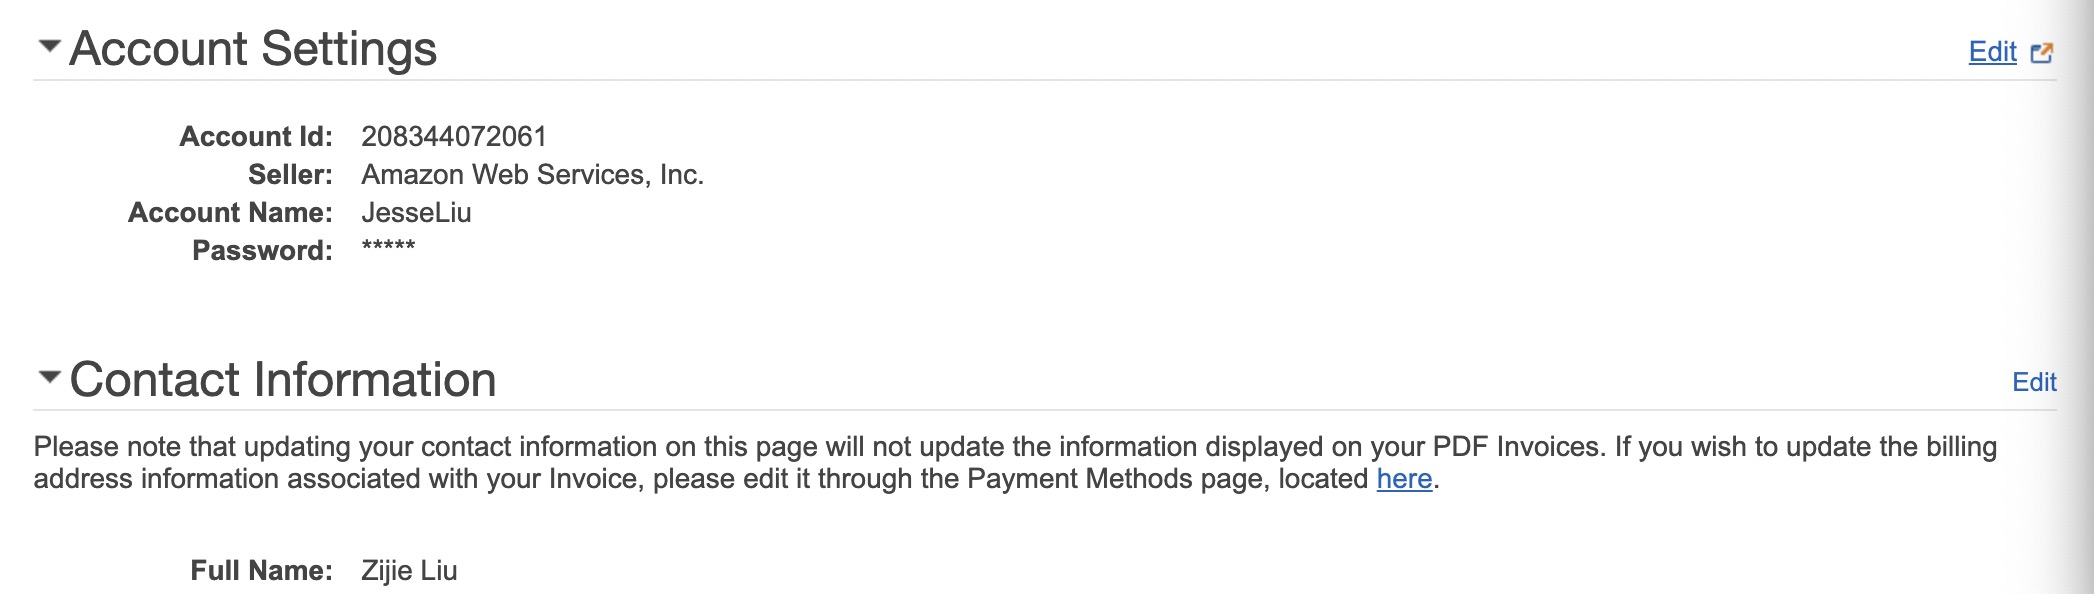 Account Settings
Edit
Account Id: 208344072061
Seller: Amazon Web Services, Inc.
Account Name: JesseLiu
Password: *****
Contact Information
Edit
Please note that updating your contact information on this page will not update the information displayed on your PDF Invoices. If you wish to update the billing
address information associated with your Invoice, please edit it through the Payment Methods page, located here.
Full Name: Zijie Liu